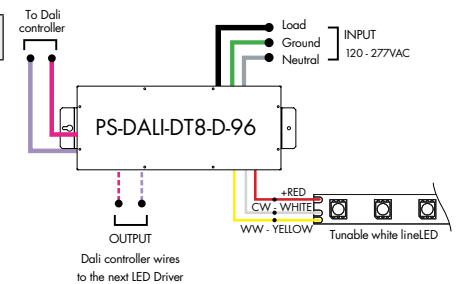 To Dali
controller
Load
Ground
Neutral
INPUT
120 - 277VAC
PS-DALI-DT8-D-96
+RED
CW - WHITE
WW - YELLOW
Tunable white lineLED
OUTPUT
Dali controller wires
to the next LED Driver